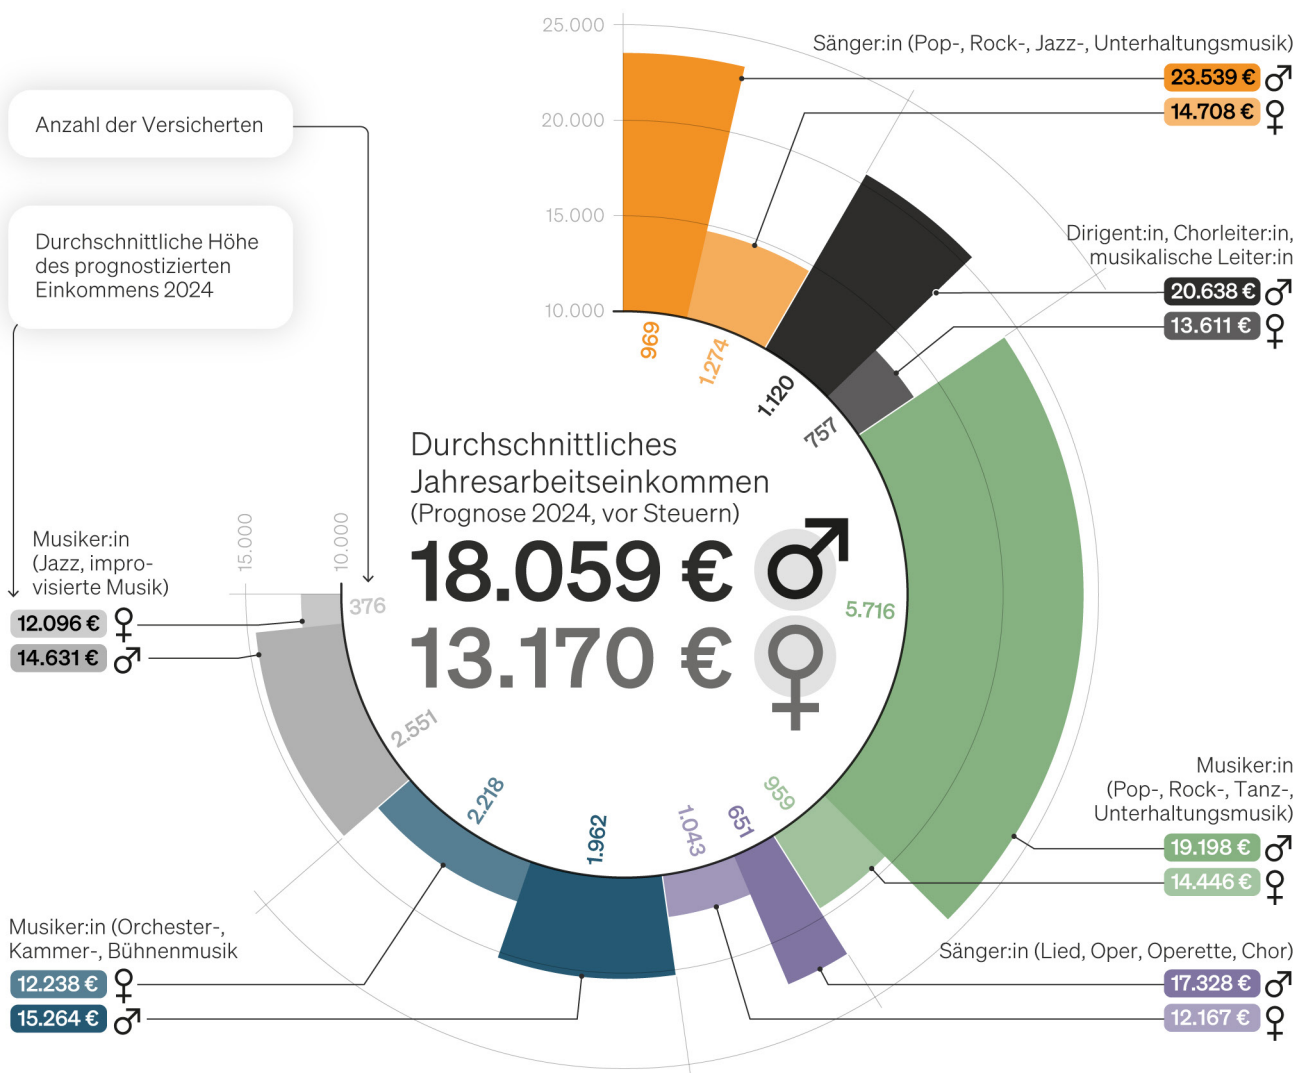 25.000
20.000
15.000
10.000
Sänger:in (Pop-, Rock-, Jazz-, Unterhaltungsmusik)
23.539 € ♂
14.708 € ♀
Anzahl der Versicherten
Durchschnittliche Höhe
des prognostizierten
Einkommens 2024
Dirigent:in, Chorleiter:in,
musikalische Leiter:in
20.638 € ♂
13.611 € ♀
969
1.274
1.120
757
Durchschnittliches
Jahresarbeitseinkommen
(Prognose 2024, vor Steuern)
18.059 € ♂
13.170 € ♀
15.000
10.000
Musiker:in
(Jazz, impro-
visierte Musik)
12.096 € ♀
14.631 € ♂
376
5.716
2.551
2.218
1.962
1.043
651
959
Musiker:in
(Pop-, Rock-, Tanz-,
Unterhaltungsmusik)
19.198 € ♂
14.446 € ♀
Musiker:in (Orchester-,
Kammer-, Bühnenmusik
12.238 € ♀
15.264 € ♂
Sänger:in (Lied, Oper, Operette, Chor)
17.328 € ♂
12.167 € ♀